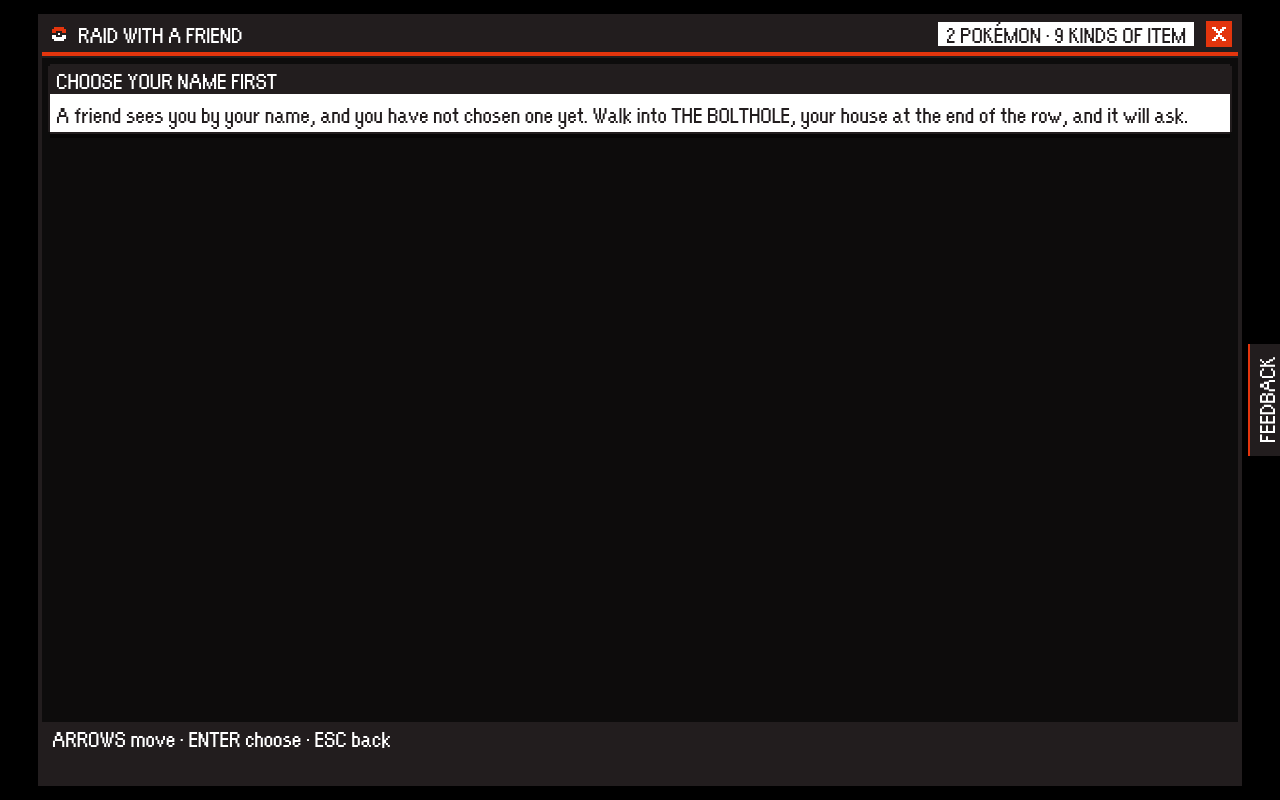 RAID WITH A FRIEND
2 POKÉMON · 9 KINDS OF ITEM
X
CHOOSE YOUR NAME FIRST
A friend sees you by your name, and you have not chosen one yet. Walk into THE BOLTHOLE, your house at the end of the row, and it will ask.
FEEDBACK
ARROWS move · ENTER choose · ESC back